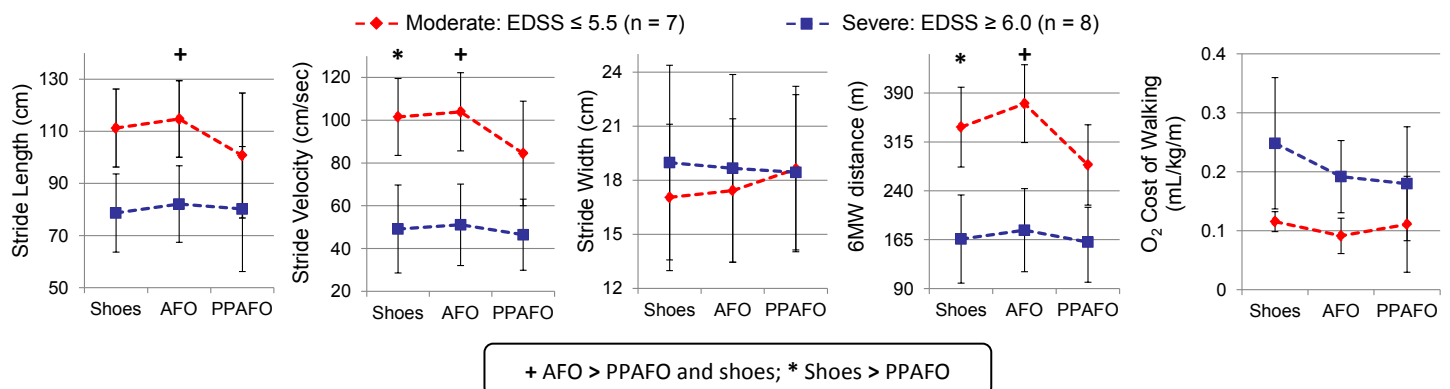 Moderate: EDSS ≤ 5.5 (n = 7)
Severe: EDSS ≥ 6.0 (n = 8)
Stride Length (cm)
130
110
90
70
50
+
Shoes AFO PPAFO
Stride Velocity (cm/sec)
120
100
80
60
40
20
* +
Shoes AFO PPAFO
Stride Width (cm)
24
21
18
15
12
Shoes AFO PPAFO
6MW distance (m)
390
315
240
165
90
* +
Shoes AFO PPAFO
O₂ Cost of Walking
(mL/kg/m)
0.4
0.3
0.2
0.1
0
Shoes AFO PPAFO
+ AFO > PPAFO and shoes; * Shoes > PPAFO